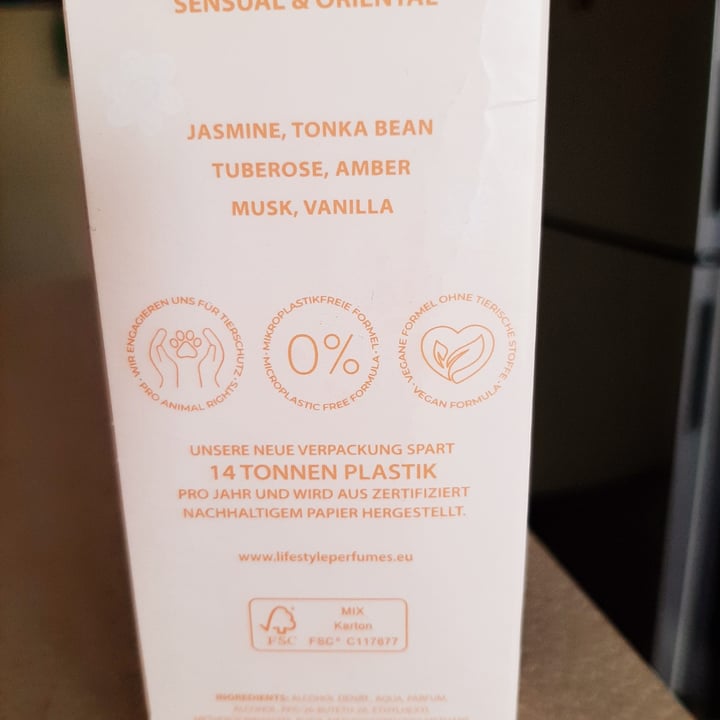 SENSUAL & ORIENTAL
JASMINE, TONKA BEAN
TUBEROSE, AMBER
MUSK, VANILLA
WIR ENGAGIEREN UNS FÜR TIERSCHUTZ
PRO ANIMAL RIGHTS
MIKROPLASTIKFREIE FORMEL
0%
MICROPLASTIC FREE FORMULA
VEGANE FORMEL OHNE TIERISCHE STOFFE
VEGAN FORMULA
UNSERE NEUE VERPACKUNG SPART
14 TONNEN PLASTIK
PRO JAHR UND WIRD AUS ZERTIFIZIERT
NACHHALTIGEM PAPIER HERGESTELLT.
www.lifestyleperfumes.eu
MIX
Karton
FSC FSC® C117677
INGREDIENTS: ALCOHOL DENAT., AQUA, PARFUM,